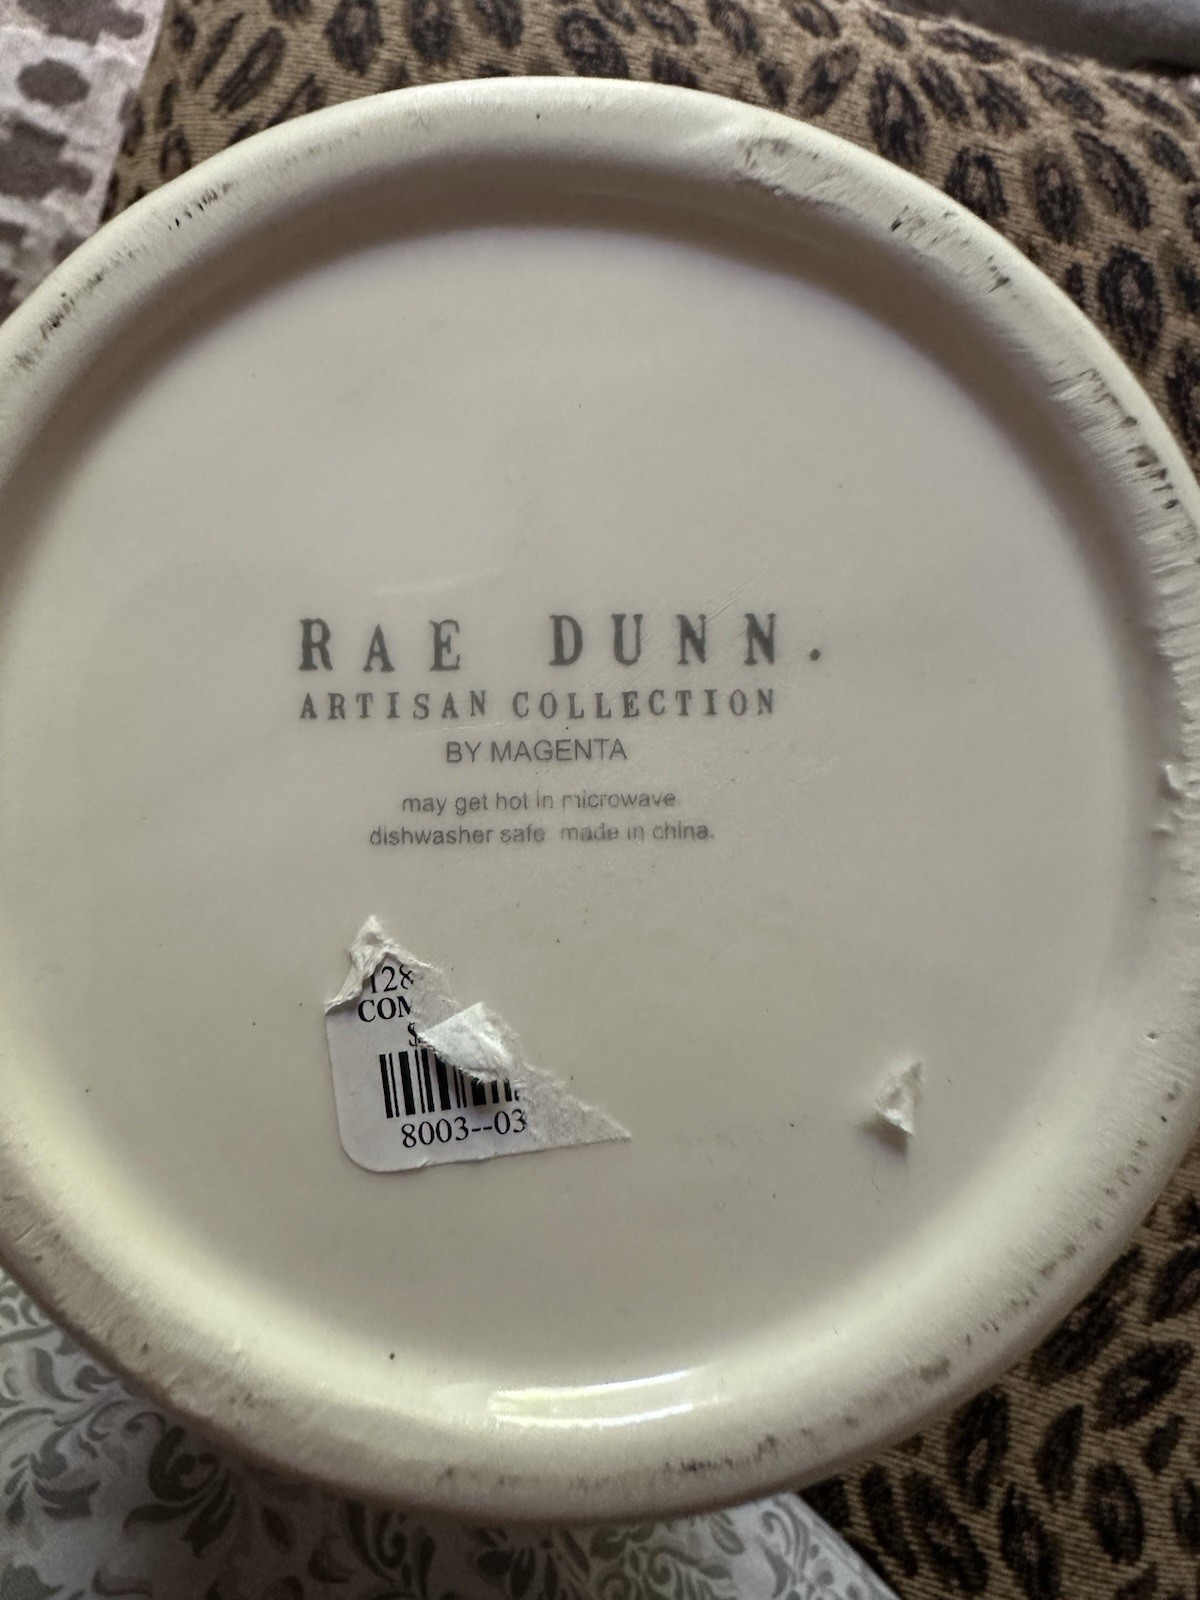 RAE DUNN.
ARTISAN COLLECTION
BY MAGENTA
may get hot in microwave
dishwasher safe made in china.
128
COM
$
8003--03